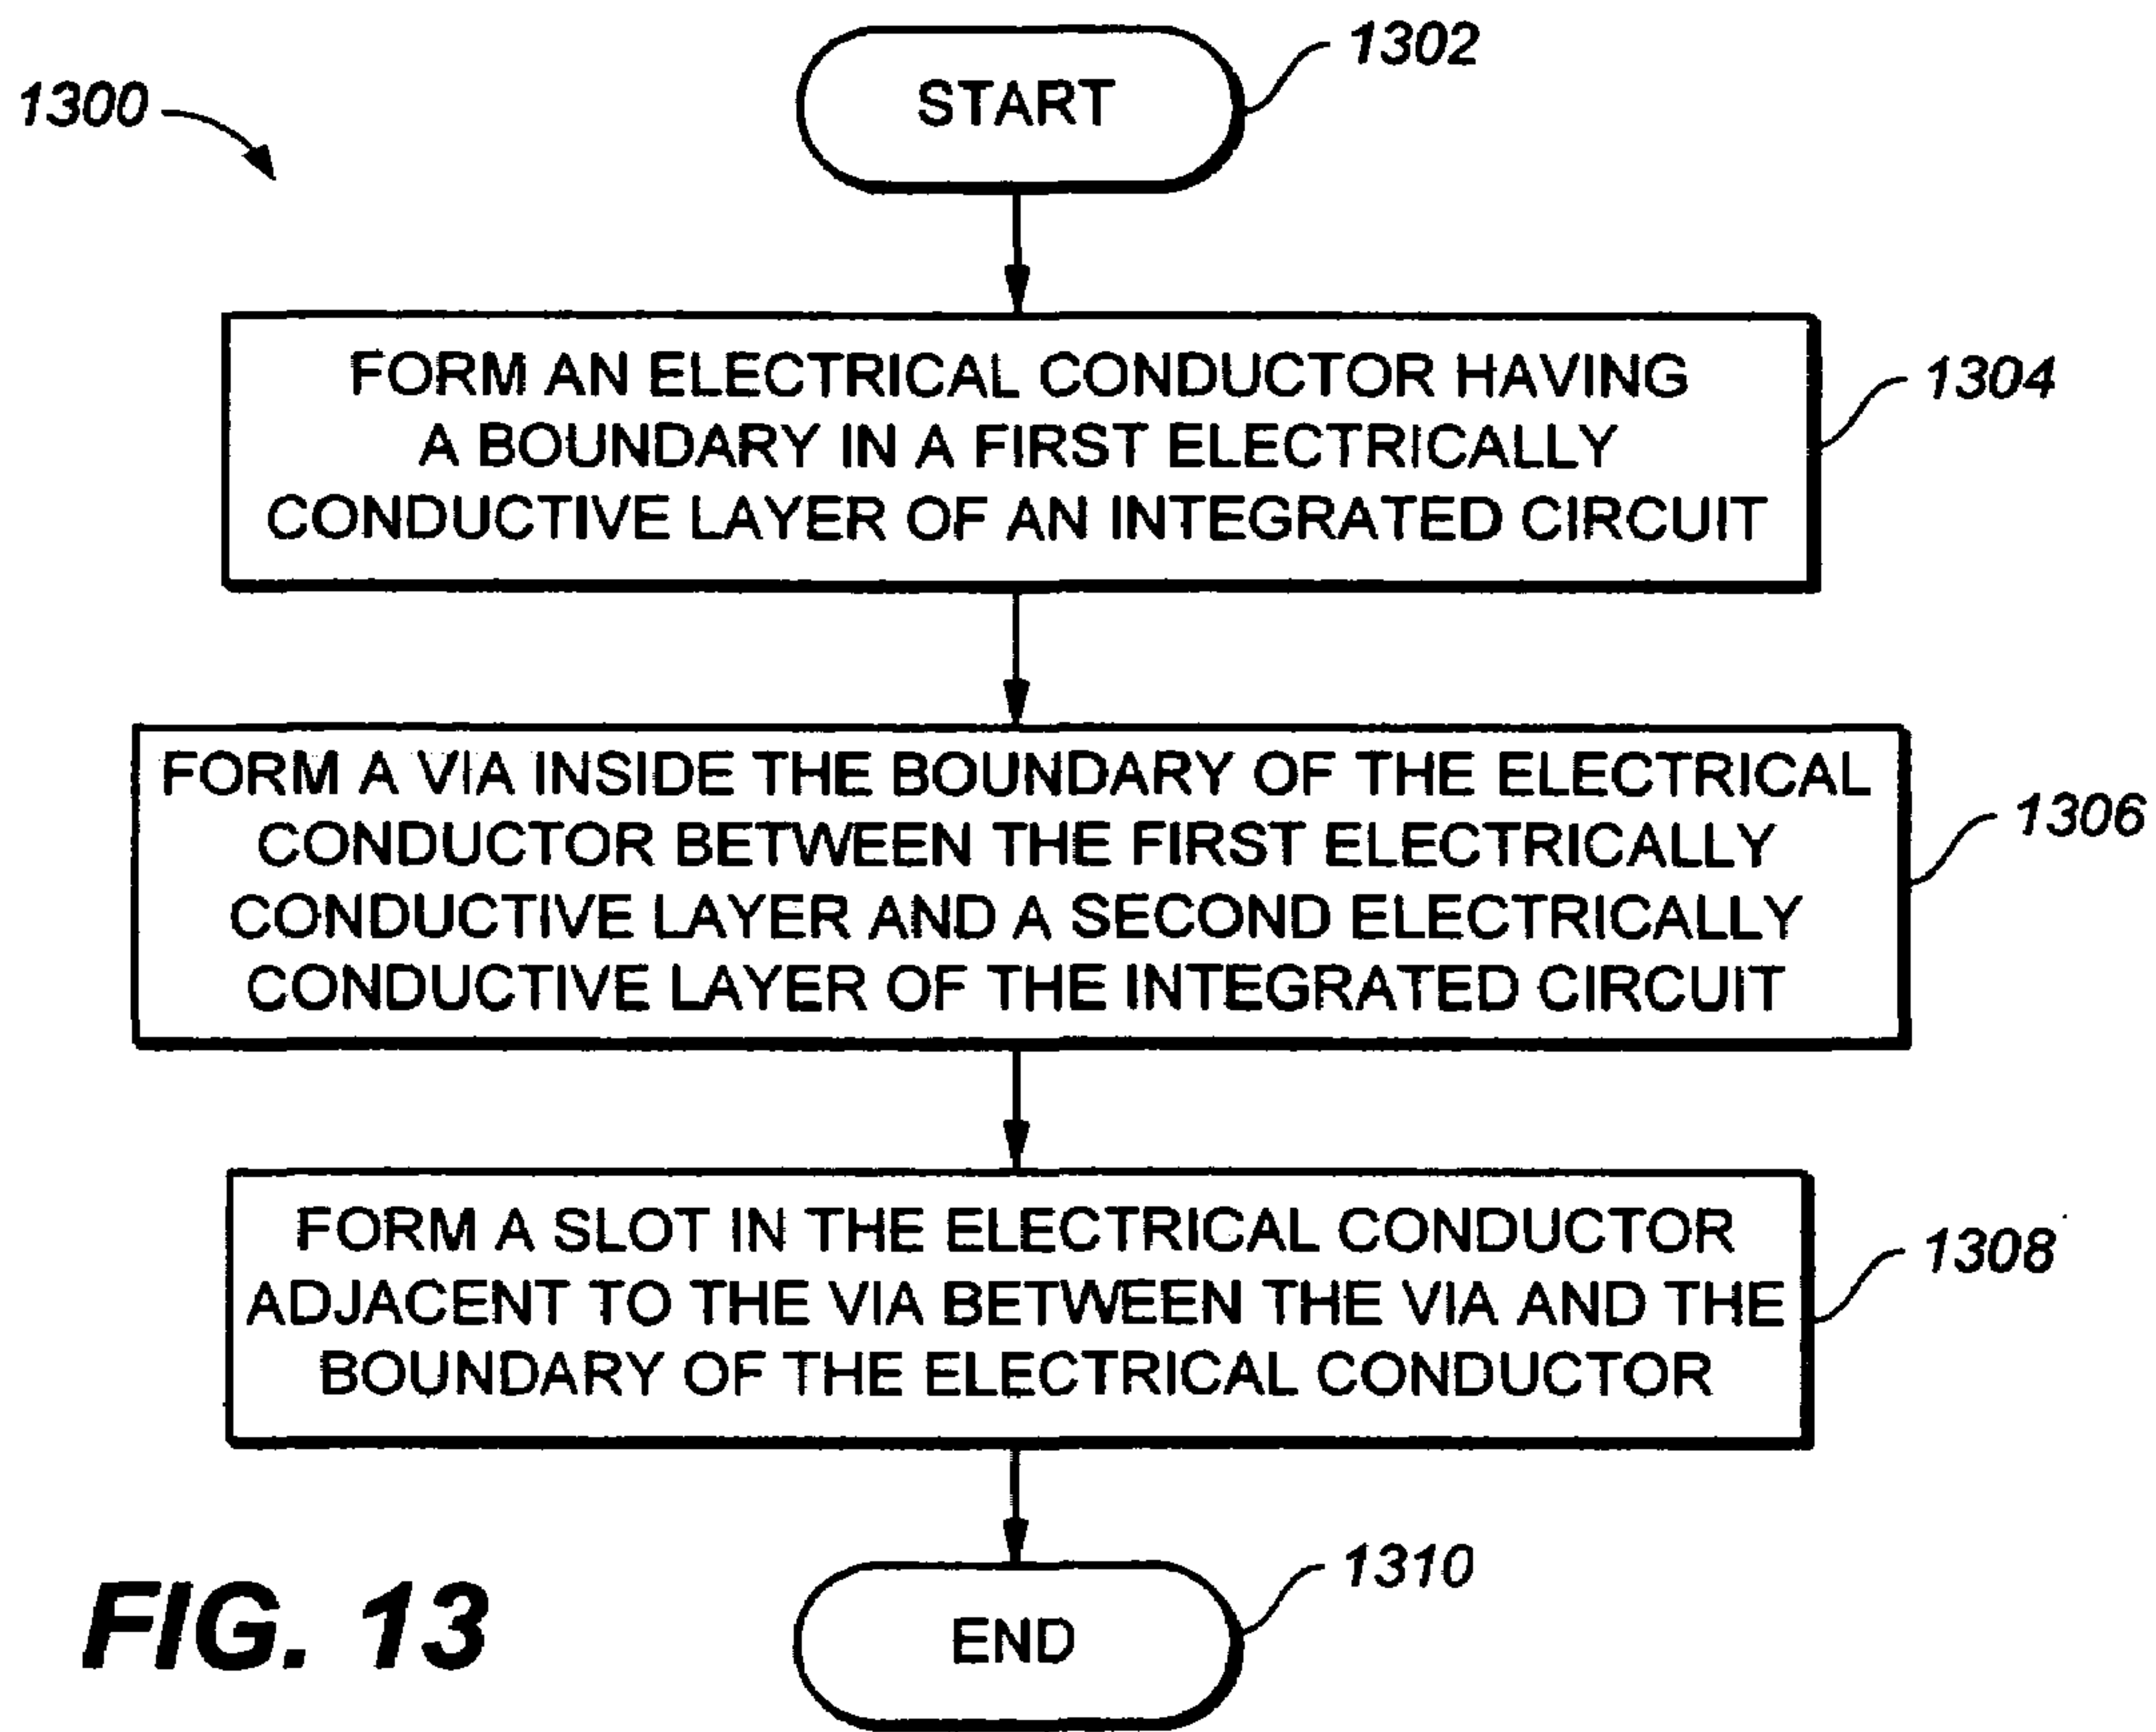 1300
START
1302
FORM AN ELECTRICAL CONDUCTOR HAVING
A BOUNDARY IN A FIRST ELECTRICALLY
CONDUCTIVE LAYER OF AN INTEGRATED CIRCUIT
1304
FORM A VIA INSIDE THE BOUNDARY OF THE ELECTRICAL
CONDUCTOR BETWEEN THE FIRST ELECTRICALLY
CONDUCTIVE LAYER AND A SECOND ELECTRICALLY
CONDUCTIVE LAYER OF THE INTEGRATED CIRCUIT
1306
FORM A SLOT IN THE ELECTRICAL CONDUCTOR
ADJACENT TO THE VIA BETWEEN THE VIA AND THE
BOUNDARY OF THE ELECTRICAL CONDUCTOR
1308
END
1310
FIG. 13